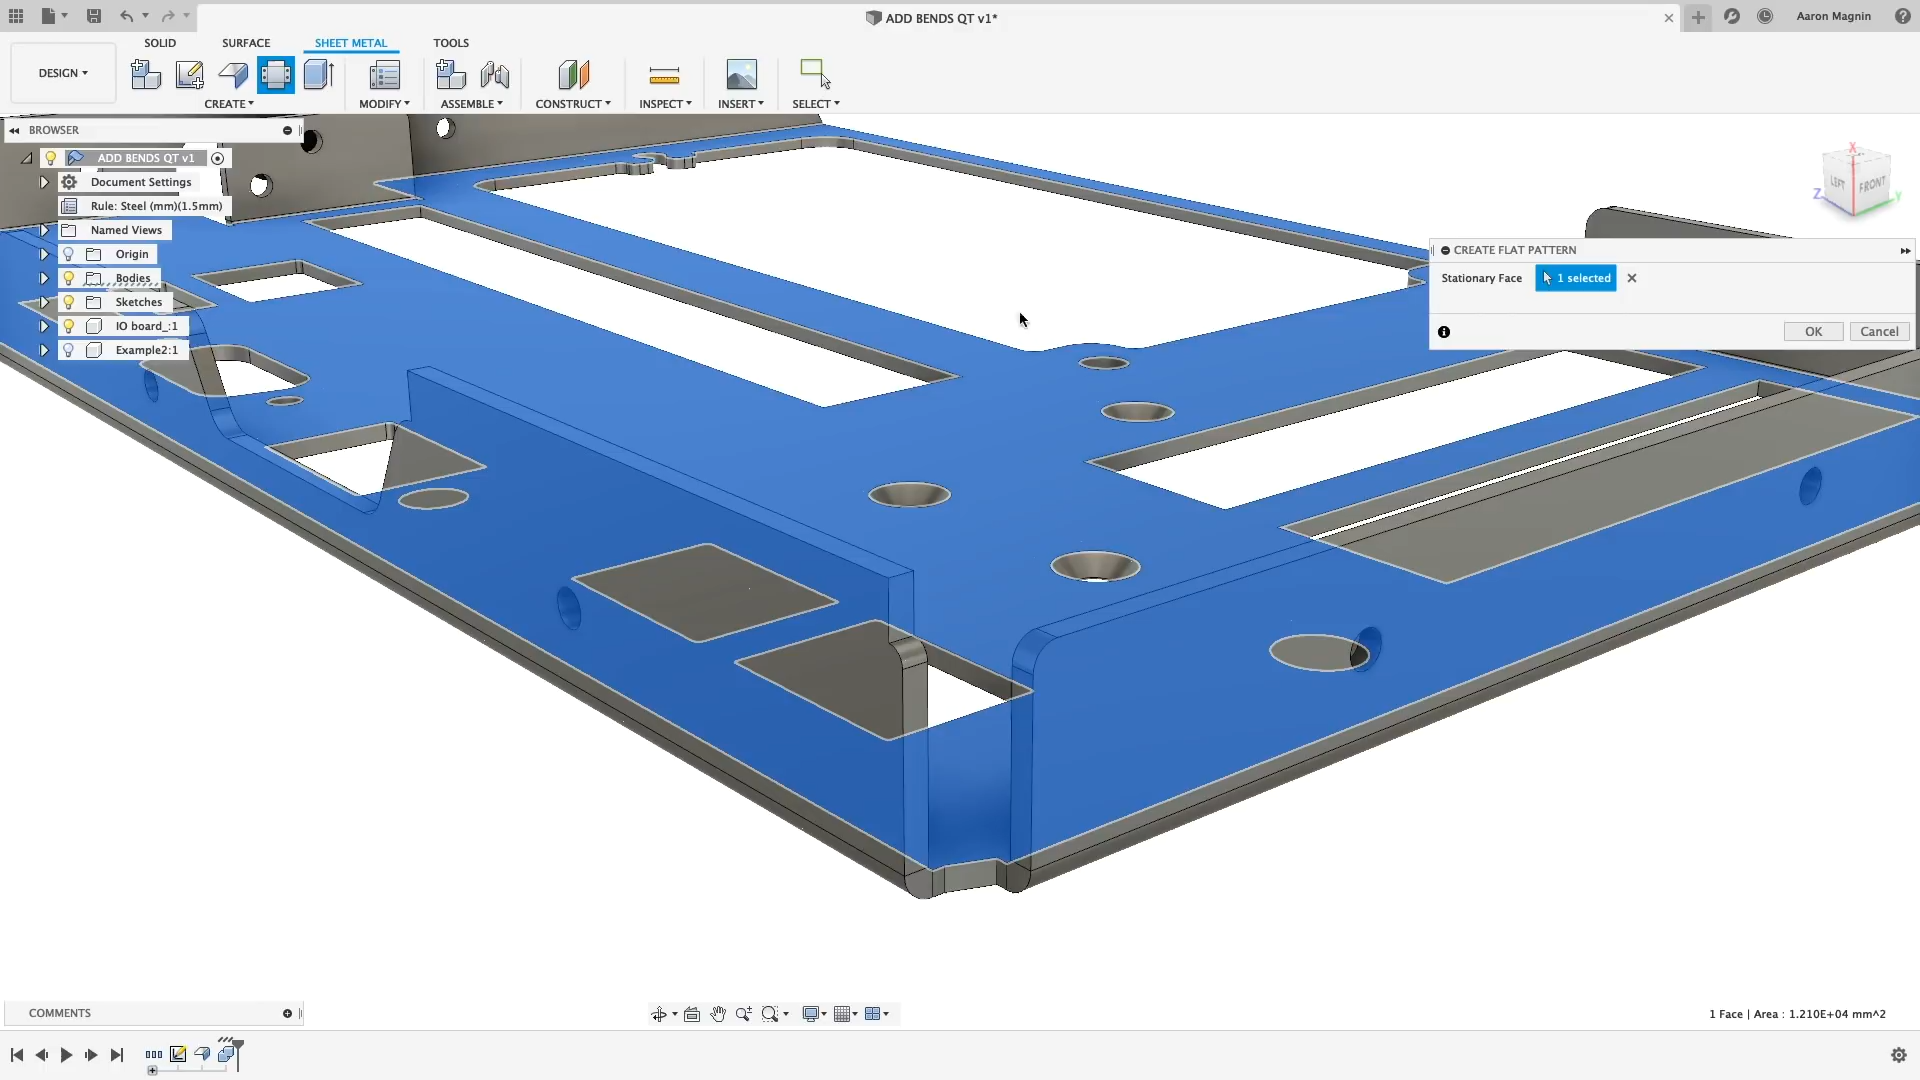 ADD BENDS QT v1*
Aaron Magnin
SOLID
SURFACE
SHEET METAL
TOOLS
DESIGN
CREATE
MODIFY
ASSEMBLE
CONSTRUCT
INSPECT
INSERT
SELECT
BROWSER
ADD BENDS QT v1
Document Settings
Rule: Steel (mm)(1.5mm)
Named Views
Origin
Bodies
Sketches
IO board_:1
Example2:1
X
LEFT
FRONT
Z
Y
CREATE FLAT PATTERN
Stationary Face
1 selected
OK
Cancel
COMMENTS
1 Face | Area : 1.210E+04 mm^2